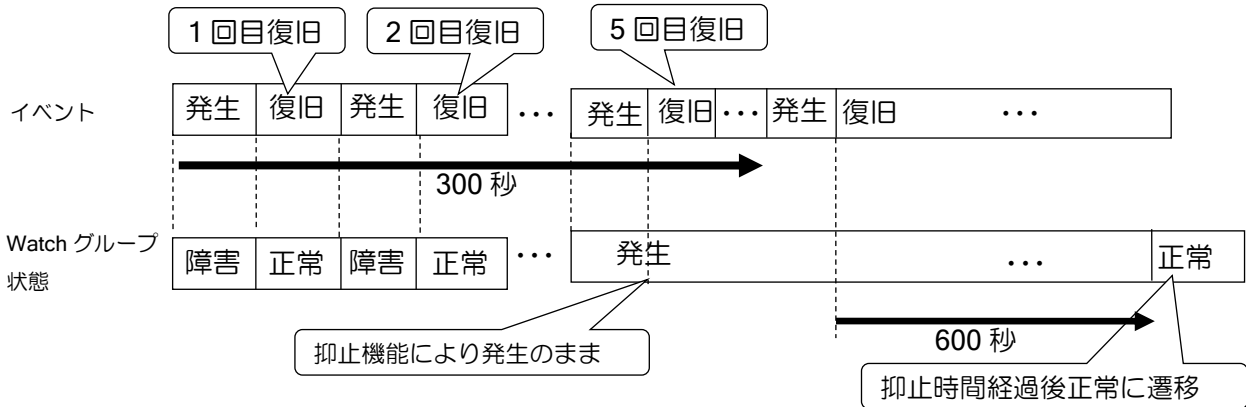 1 回目復旧
2 回目復旧
5 回目復旧
イベント
発生 復旧 発生 復旧 ･･･ 発生 復旧 ･･･ 発生 復旧 ･･･
300 秒
Watch グループ
状態
障害 正常 障害 正常 ･･･ 発生 ･･･ 正常
抑止機能により発生のまま
600 秒
抑止時間経過後正常に遷移